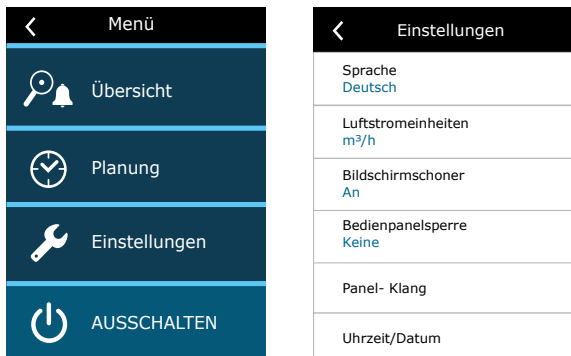 Menü
Übersicht
Planung
Einstellungen
AUSSCHALTEN
Einstellungen
Sprache
Deutsch
Luftstromeinheiten
m³/h
Bildschirmschoner
An
Bedienpanelsperre
Keine
Panel- Klang
Uhrzeit/Datum